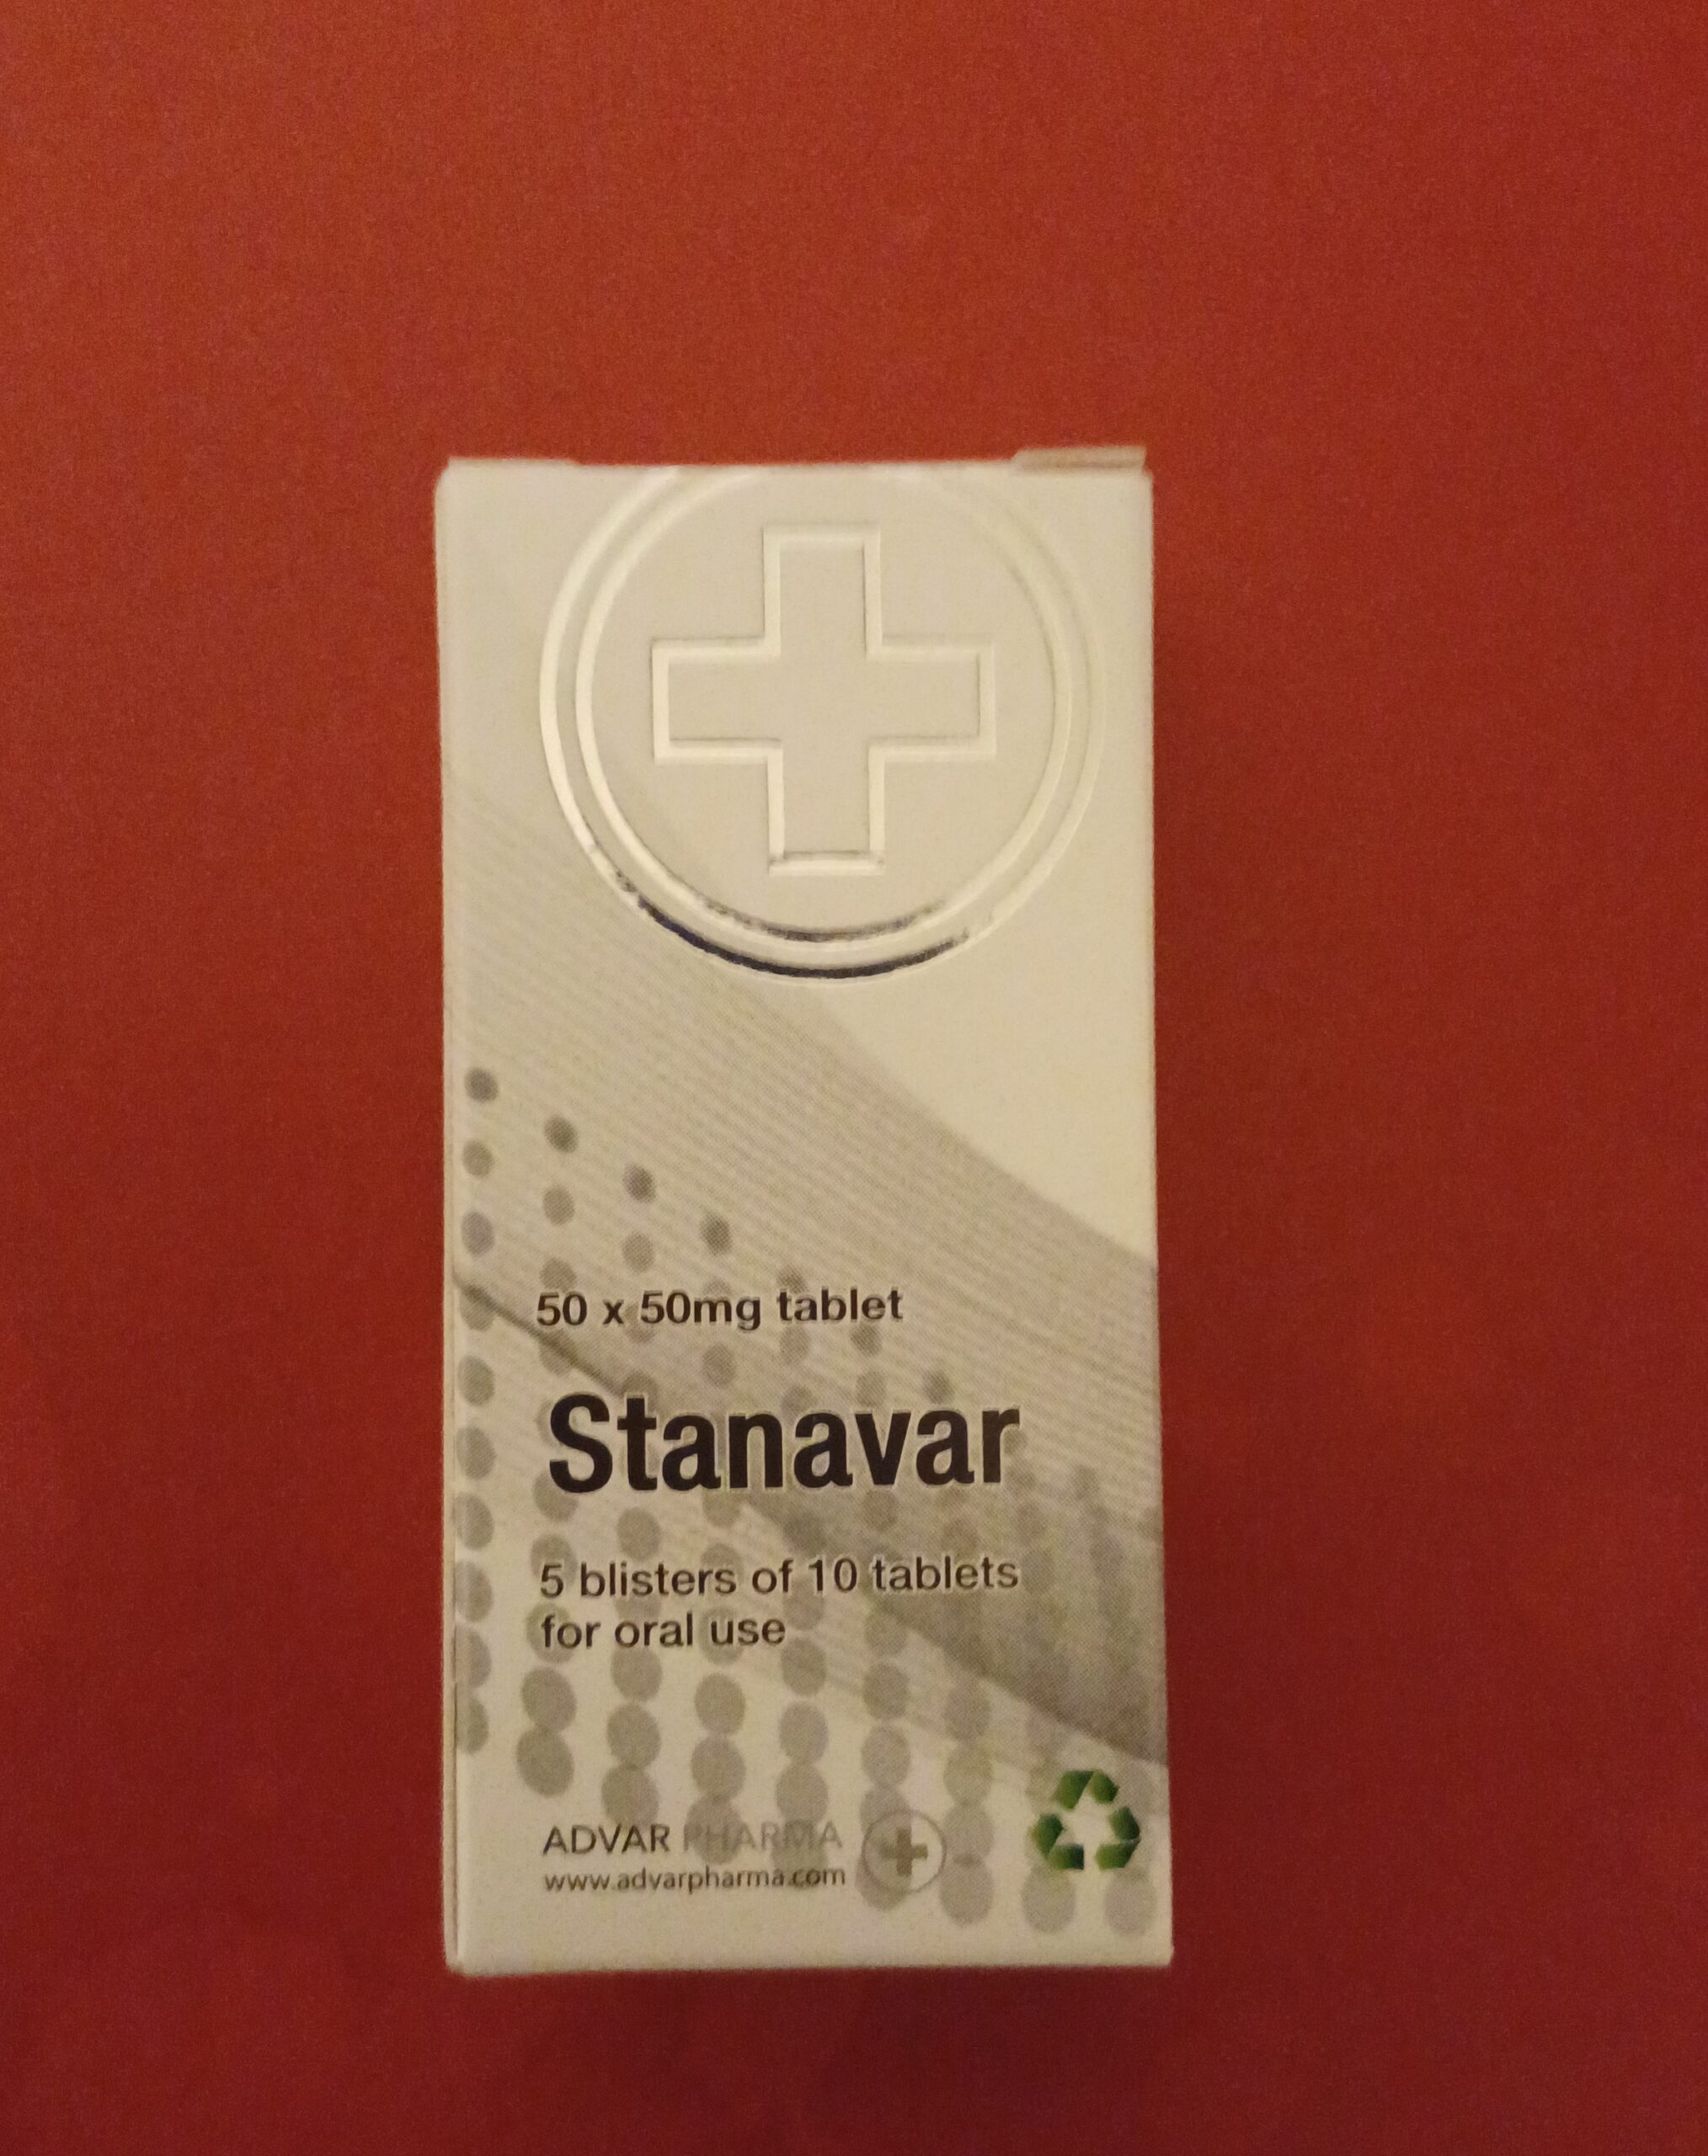 50 x 50mg tablet
Stanavar
5 blisters of 10 tablets
for oral use
ADVAR PHARMA
www.advarpharma.com